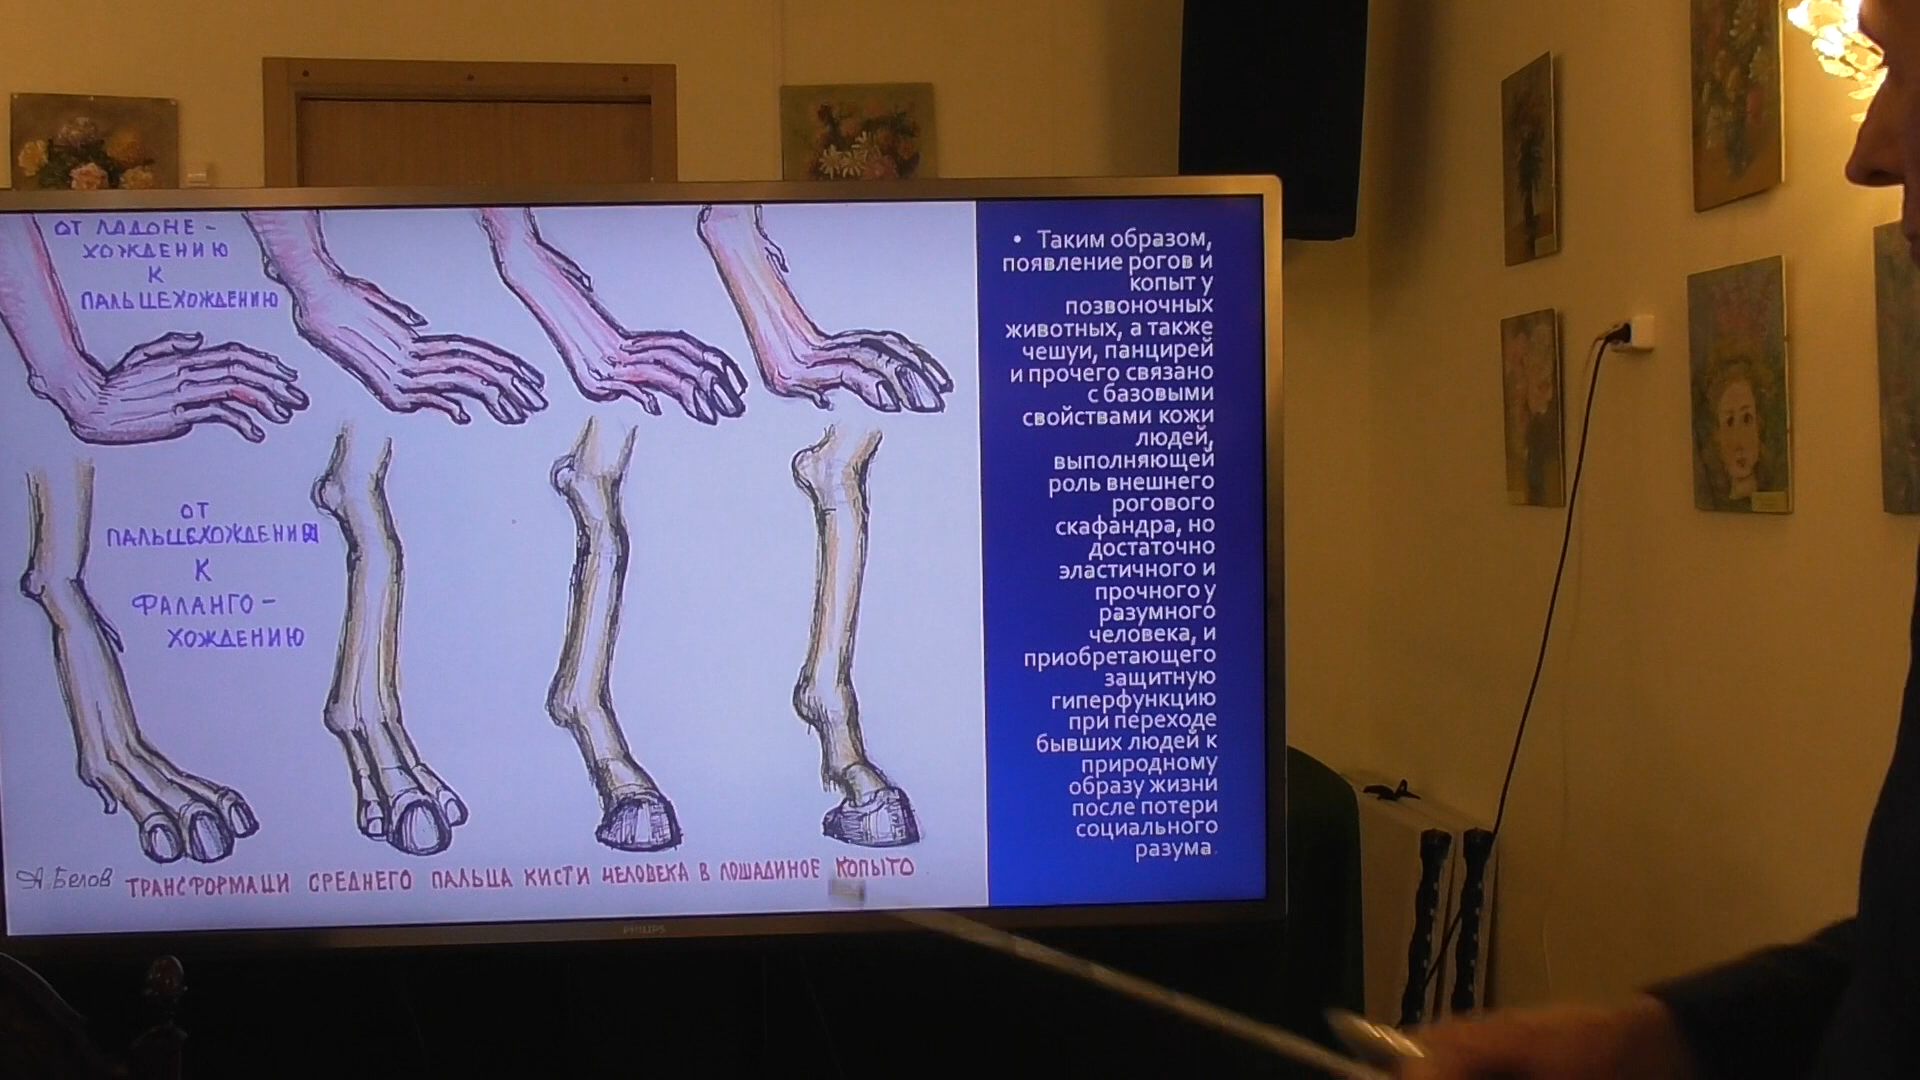 ОТ ЛАДОНЕ-
ХОЖДЕНИЮ
К
ПАЛЬЦЕХОЖДЕНИЮ
ОТ
ПАЛЬЦЕХОЖДЕНИЯ
К
ФАЛАНГО-
ХОЖДЕНИЮ
А Белов ТРАНСФОРМАЦИ СРЕДНЕГО ПАЛЬЦА КИСТИ ЧЕЛОВЕКА В ЛОШАДИНОЕ КОПЫТО
• Таким образом,
появление рогов и
копыт у
позвоночных
животных, а также
чешуи, панцирей
и прочего связано
с базовыми
свойствами кожи
людей,
выполняющей
роль внешнего
рогового
скафандра, но
достаточно
эластичного и
прочного у
разумного
человека, и
приобретающего
защитную
гиперфункцию
при переходе
бывших людей к
природному
образу жизни
после потери
социального
разума.
PHILIPS